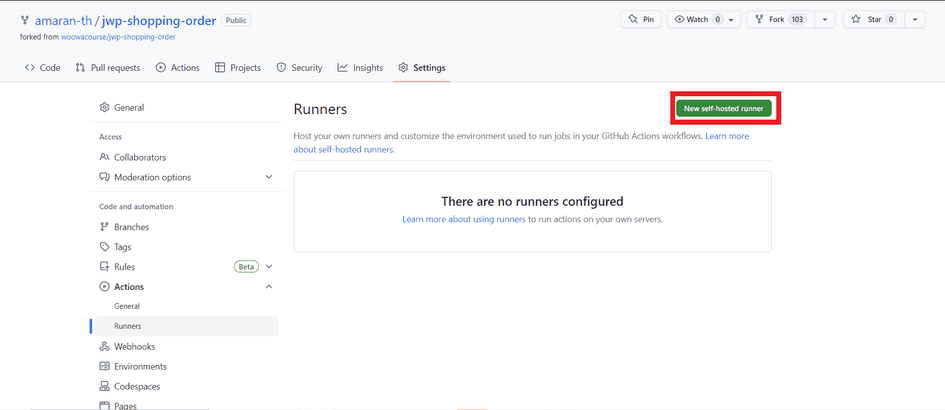 amaran-th / jwp-shopping-order Public
forked from woowacourse/jwp-shopping-order
Pin Watch 0 Fork 103 Star 0
Code Pull requests Actions Projects Security Insights Settings
General
Access
Collaborators
Moderation options
Code and automation
Branches
Tags
Rules Beta
Actions
General
Runners
Webhooks
Environments
Codespaces
Pages
Runners
New self-hosted runner
Host your own runners and customize the environment used to run jobs in your GitHub Actions workflows. Learn more
about self-hosted runners.
There are no runners configured
Learn more about using runners to run actions on your own servers.